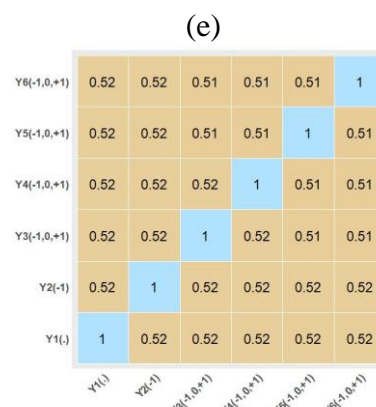 (e)
Y6(-1,0,+1) 0.52 0.52 0.51 0.51 0.51 1
Y5(-1,0,+1) 0.52 0.52 0.51 0.51 1 0.51
Y4(-1,0,+1) 0.52 0.52 0.52 1 0.51 0.51
Y3(-1,0,+1) 0.52 0.52 1 0.52 0.51 0.51
Y2(-1) 0.52 1 0.52 0.52 0.52 0.52
Y1(.) 1 0.52 0.52 0.52 0.52 0.52
Y1(.) Y2(-1)